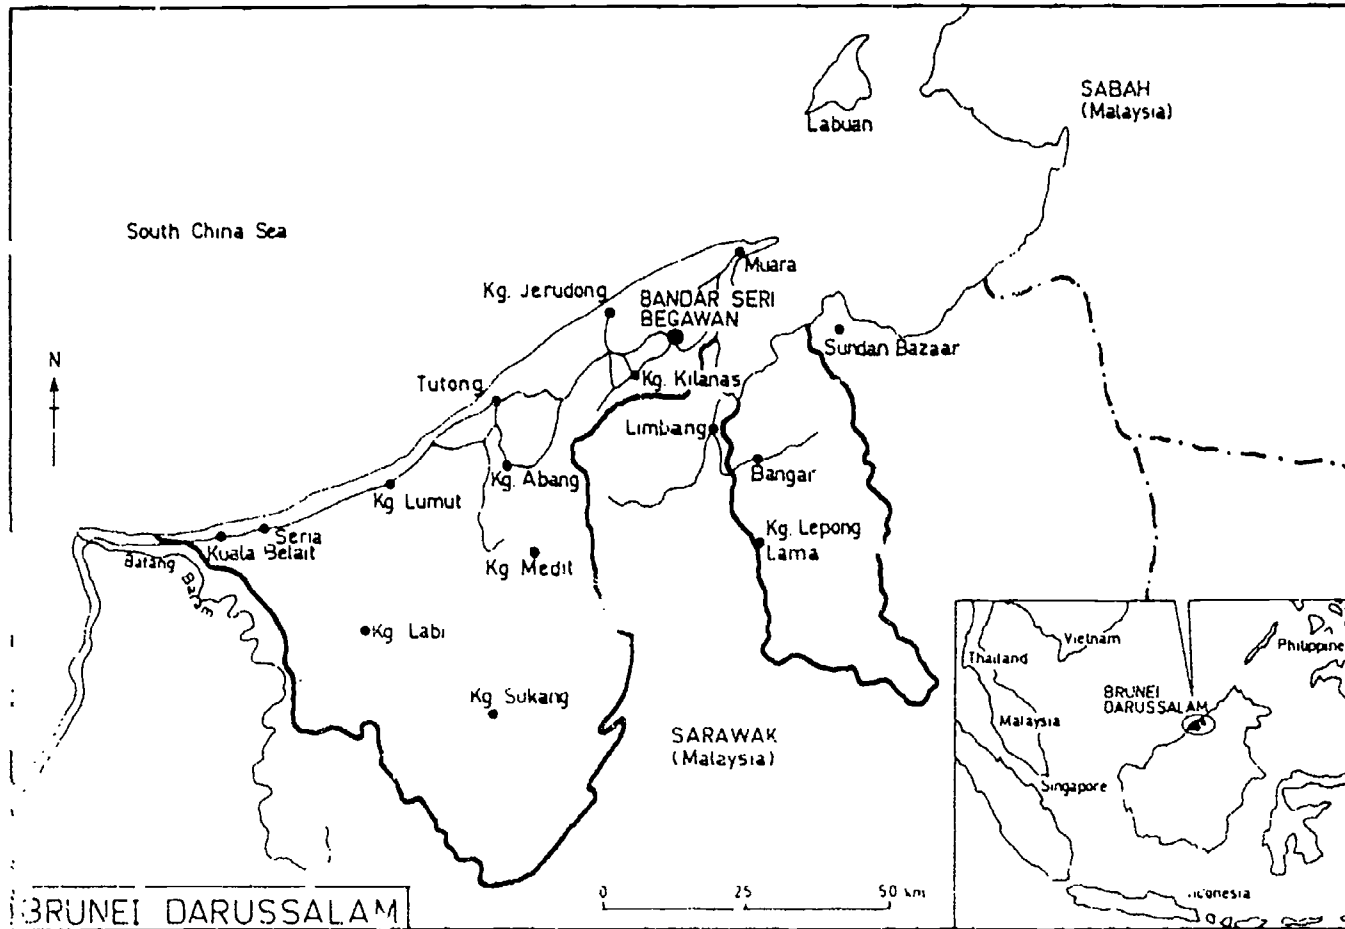 SABAH
(Malaysia)
Labuan
South China Sea
Muara
Kg. Jerudong
BANDAR SERI
BEGAWAN
Sundan Bazaar
N
Tutong
Kg. Kilanas
Limbang
Kg. Abang
Bangar
Kg. Lumut
Seria
Kuala Belait
Batang
Baram
Kg. Lepong
Lama
Kg Medit
Kg Labi
Kg Sukang
SARAWAK
(Malaysia)
Vietnam
Philippine
Thailand
BRUNEI
DARUSSALAM
Malaysia
Singapore
0 25 50 km
BRUNEI DARUSSALAM